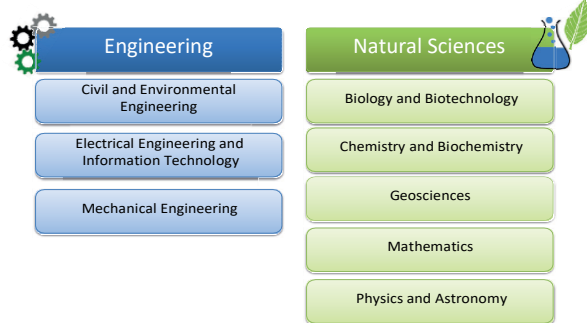 Engineering
Civil and Environmental
Engineering
Electrical Engineering and
Information Technology
Mechanical Engineering
Natural Sciences
Biology and Biotechnology
Chemistry and Biochemistry
Geosciences
Mathematics
Physics and Astronomy